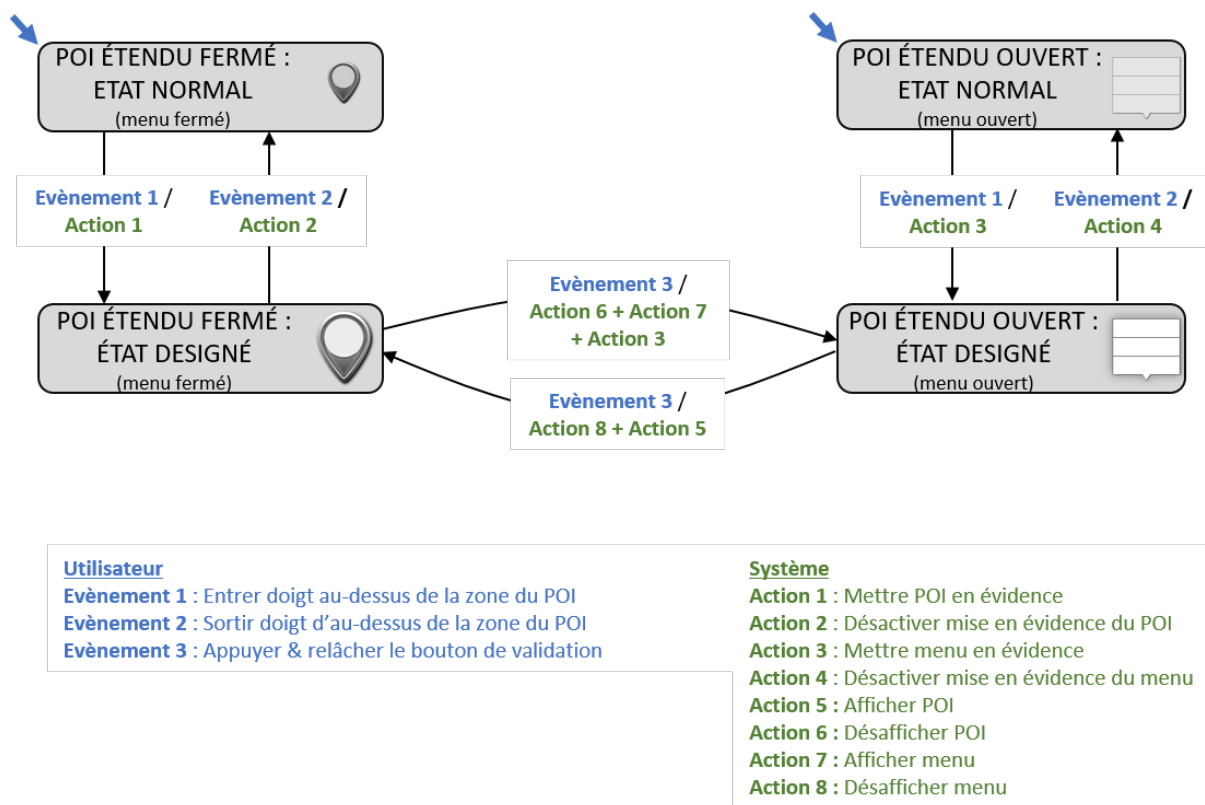 POI ÉTENDU FERMÉ :
ETAT NORMAL
(menu fermé)
POI ÉTENDU OUVERT :
ETAT NORMAL
(menu ouvert)
Evènement 1 /
Action 1
Evènement 2 /
Action 2
Evènement 1 /
Action 3
Evènement 2 /
Action 4
Evènement 3 /
Action 6 + Action 7
+ Action 3
POI ÉTENDU FERMÉ :
ÉTAT DESIGNÉ
(menu fermé)
POI ÉTENDU OUVERT :
ÉTAT DESIGNÉ
(menu ouvert)
Evènement 3 /
Action 8 + Action 5
Utilisateur
Evènement 1 : Entrer doigt au-dessus de la zone du POI
Evènement 2 : Sortir doigt d’au-dessus de la zone du POI
Evènement 3 : Appuyer & relâcher le bouton de validation
Système
Action 1 : Mettre POI en évidence
Action 2 : Désactiver mise en évidence du POI
Action 3 : Mettre menu en évidence
Action 4 : Désactiver mise en évidence du menu
Action 5 : Afficher POI
Action 6 : Désafficher POI
Action 7 : Afficher menu
Action 8 : Désafficher menu